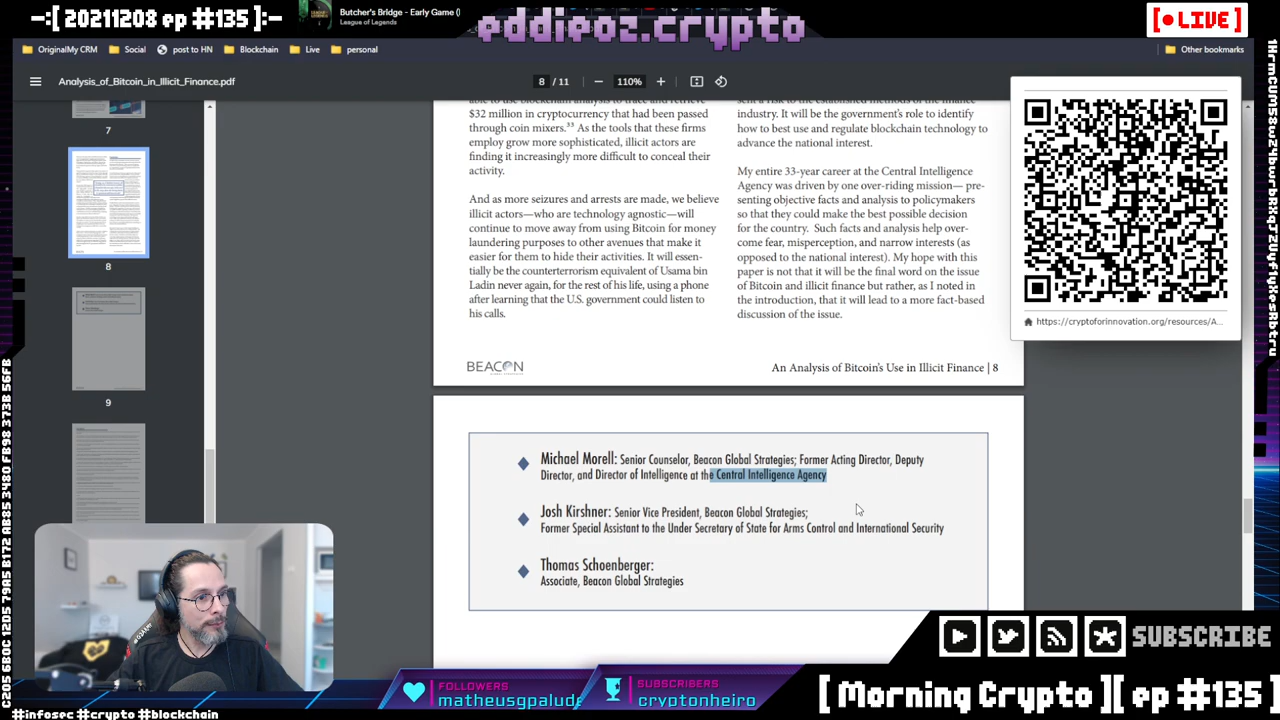 -:[ 20211208 ep #135]:-
Butcher's Bridge - Early Game (
League of Legends
eddieoz.crypto
[● LIVE]
OriginalMy CRM
Social
post to HN
Blockchain
Live
personal
Other bookmarks
Analysis_of_Bitcoin_in_Illicit_Finance.pdf
8 / 11
110%
7
8
9
able to use blockchain analysis to trace and retrieve
$32 million in cryptocurrency that had been passed
through coin mixers.³³ As the tools that these firms
employ grow more sophisticated, illicit actors are
finding it increasingly more difficult to conceal their
activity.
And as more seizures and arrests are made, we believe
illicit actors—who are technology agnostic—will
continue to move away from using Bitcoin for money
laundering purposes to other avenues that make it
easier for them to hide their activities. It will essen-
tially be the counterterrorism equivalent of Usama bin
Ladin never again, for the rest of his life, using a phone
after learning that the U.S. government could listen to
his calls.
sent a risk to the established methods of the finance
industry. It will be the government's role to identify
how to best use and regulate blockchain technology to
advance the national interest.
My entire 33-year career at the Central Intelligence
Agency was driven by one over-riding mission— pre-
senting objective facts and analysis to policymakers
so that they could make the best possible decision
for the country. Such facts and analysis help over-
come fear, misperception, and narrow interests (as
opposed to the national interest). My hope with this
paper is not that it will be the final word on the issue
of Bitcoin and illicit finance but rather, as I noted in
the introduction, that it will lead to a more fact-based
discussion of the issue.
BEACON
An Analysis of Bitcoin's Use in Illicit Finance | 8
https://cryptoforinnovation.org/resources/A...
Michael Morell: Senior Counselor, Beacon Global Strategies; Former Acting Director, Deputy
Director, and Director of Intelligence at the Central Intelligence Agency
Josh Kirshner: Senior Vice President, Beacon Global Strategies;
Former Special Assistant to the Under Secretary of State for Arms Control and International Security
Thomas Schoenberger:
Associate, Beacon Global Strategies
SUBSCRIBE
FOLLOWERS
matheusgpalude
SUBSCRIBERS
cryptonheiro
[ Morning Crypto ][ ep #135 ]
#crypto #blockchain